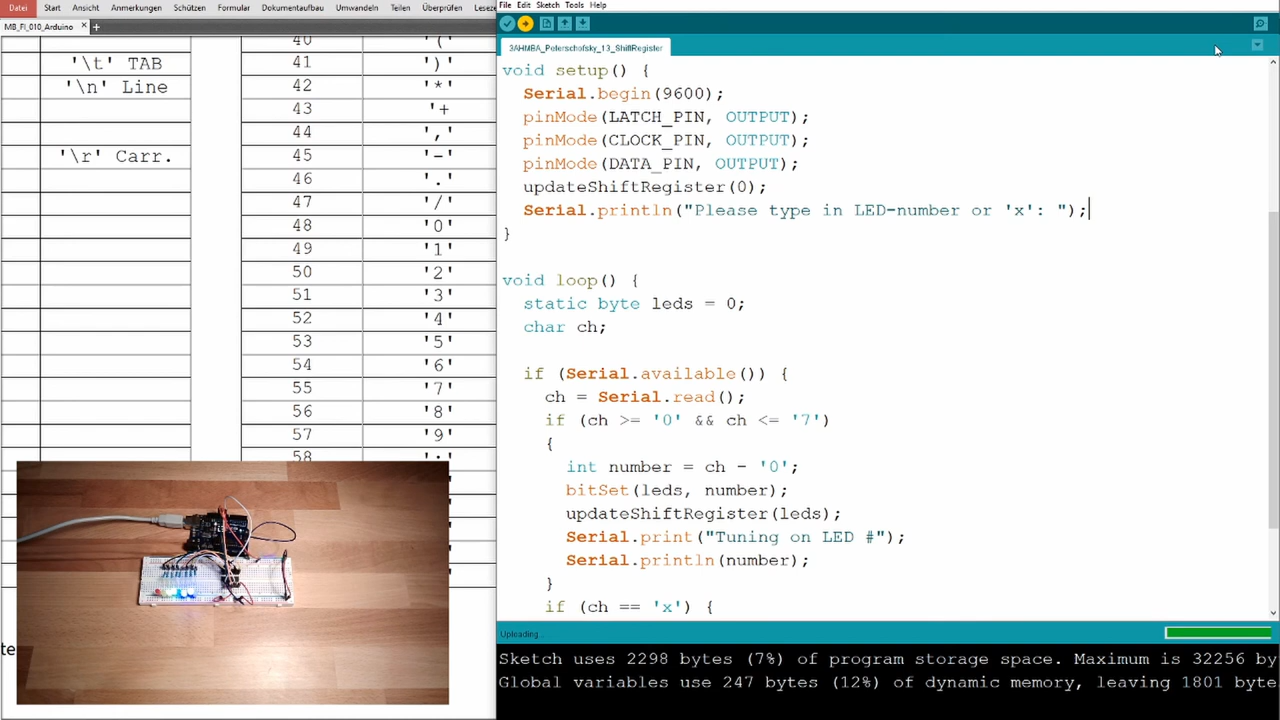 Datei Start Anmerkungen Schützen Formular Dokumentaufbau Umwandeln Teilen Überprüfen Leseze
MB_FI_010_Arduino × +
40 '('
'\t' TAB 41 ')'
'\n' Line 42 '*'
43 '+
44 ','
'\r' Carr. 45 '-'
46 '.'
47 '/'
48 '0'
49 '1'
50 '2'
51 '3'
52 '4'
53 '5'
54 '6'
55 '7'
56 '8'
57 '9'
58 ':'
te
File Edit Sketch Tools Help
3AHMBA_Peterschofsky_13_ShiftRegister
void setup() {
Serial.begin(9600);
pinMode(LATCH_PIN, OUTPUT);
pinMode(CLOCK_PIN, OUTPUT);
pinMode(DATA_PIN, OUTPUT);
updateShiftRegister(0);
Serial.println("Please type in LED-number or 'x': ");
}
void loop() {
static byte leds = 0;
char ch;
if (Serial.available()) {
ch = Serial.read();
if (ch >= '0' && ch <= '7')
{
int number = ch - '0';
bitSet(leds, number);
updateShiftRegister(leds);
Serial.print("Tuning on LED #");
Serial.println(number);
}
if (ch == 'x') {
Uploading...
Sketch uses 2298 bytes (7%) of program storage space. Maximum is 32256 by
Global variables use 247 bytes (12%) of dynamic memory, leaving 1801 byte